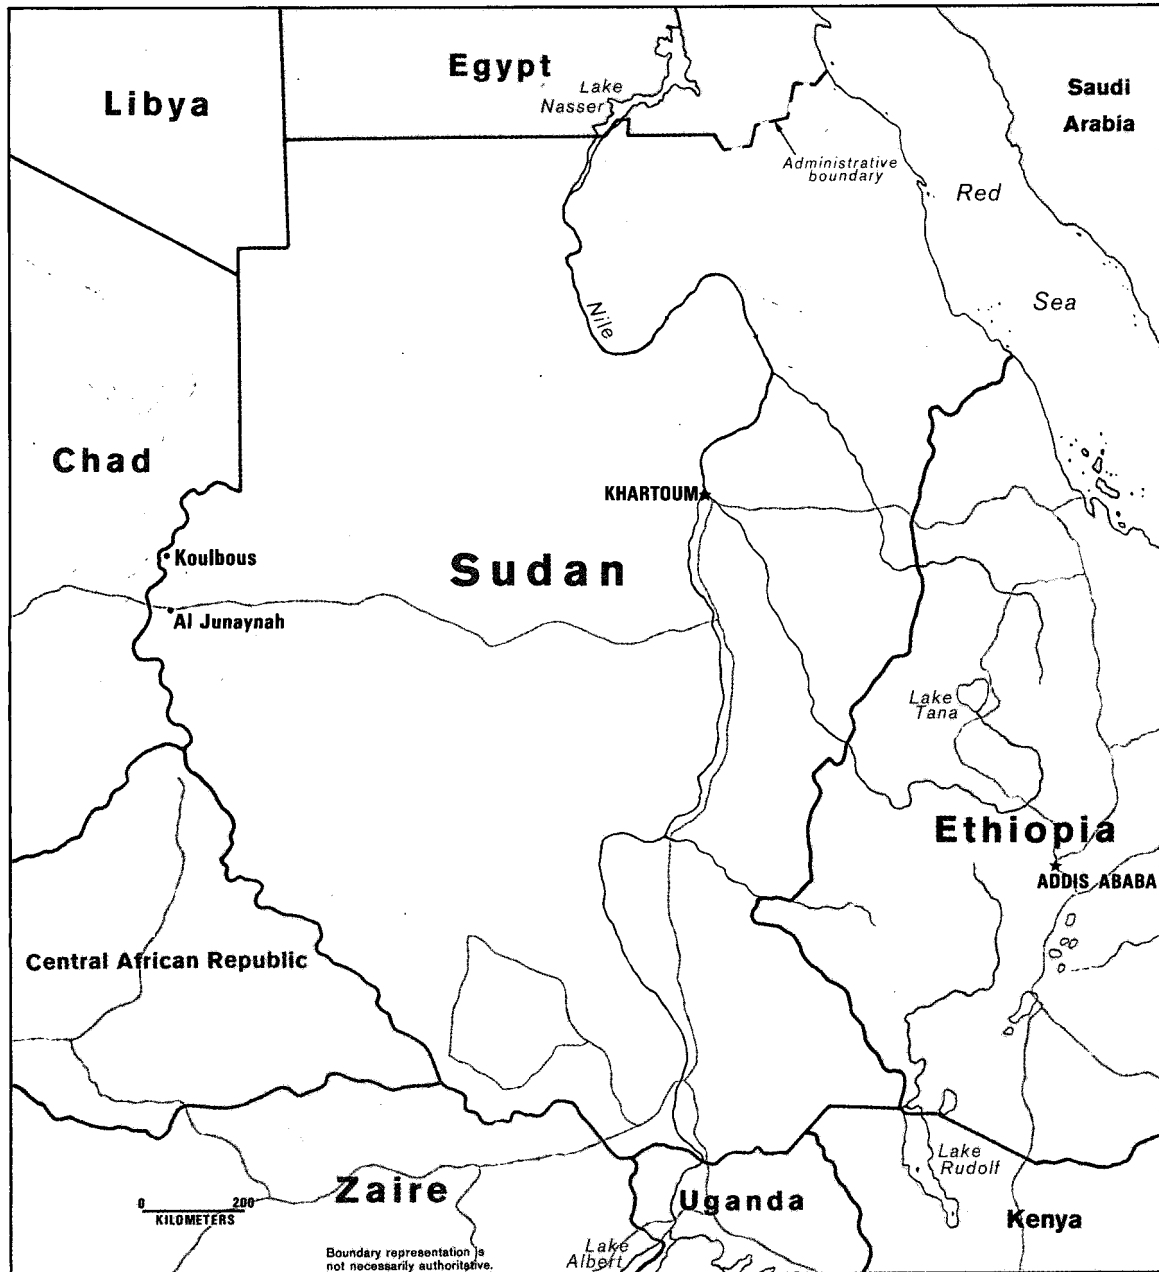 Egypt
Libya
Lake
Nasser
Saudi
Arabia
Administrative
boundary
Red
Sea
Nile
Chad
KHARTOUM
Koulbous
Sudan
Al Junaynah
Lake
Tana
Ethiopia
ADDIS ABABA
Central African Republic
Lake
Rudolf
Zaire
0 200
KILOMETERS
Uganda
Kenya
Boundary representation is
not necessarily authoritative.
Lake
Albert